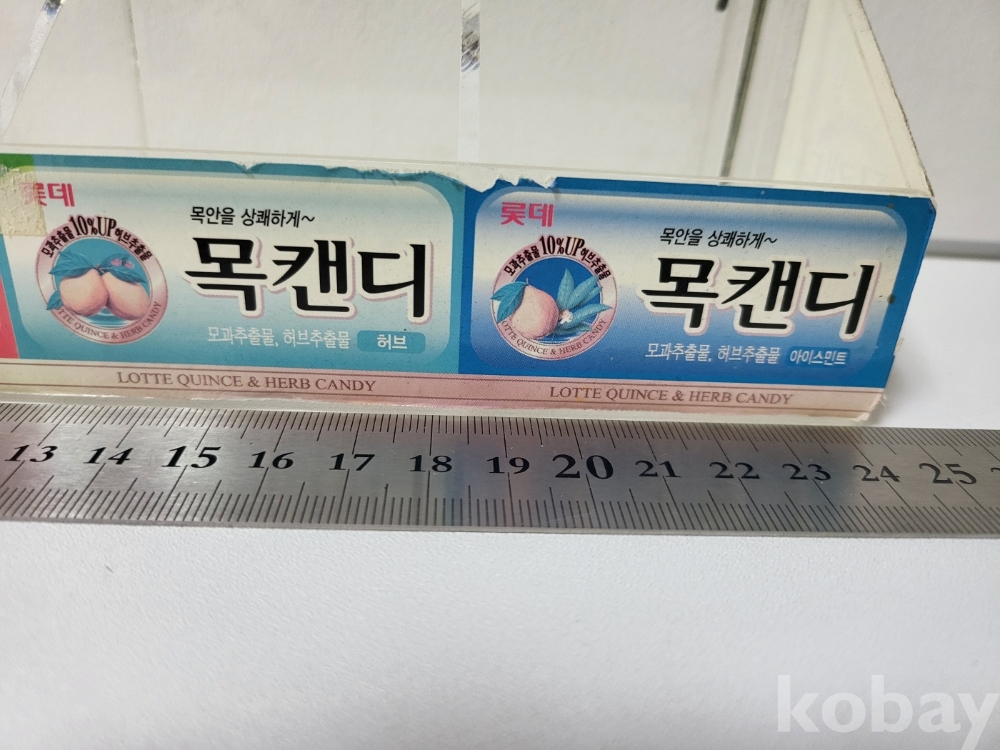 롯데
목안을 상쾌하게~
모과추출물 10%UP 허브추출물
목캔디
LOTTE QUINCE & HERB CANDY
모과추출물, 허브추출물 허브
LOTTE QUINCE & HERB CANDY
롯데
목안을 상쾌하게~
모과추출물 10%UP 허브추출물
목캔디
LOTTE QUINCE & HERB CANDY
모과추출물, 허브추출물 아이스민트
LOTTE QUINCE & HERB CANDY
13 14 15 16 17 18 19 20 21 22 23 24 25
kobay